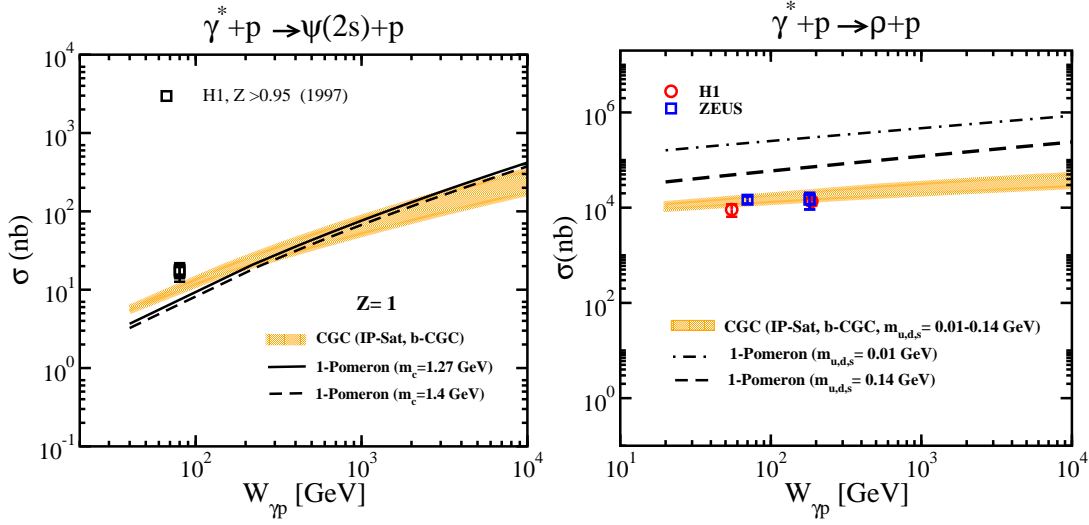 γ*+p →ψ(2s)+p
10^4
10^3
10^2
10^1
10^0
10^-1
σ (nb)
H1, Z >0.95 (1997)
Z= 1
CGC (IP-Sat, b-CGC)
1-Pomeron (m_c=1.27 GeV)
1-Pomeron (m_c=1.4 GeV)
10^2
10^3
10^4
W_γp [GeV]
γ*+p →ρ+p
10^6
10^4
10^2
10^0
σ(nb)
H1
ZEUS
CGC (IP-Sat, b-CGC, m_u,d,s= 0.01-0.14 GeV)
1-Pomeron (m_u,d,s= 0.01 GeV)
1-Pomeron (m_u,d,s= 0.14 GeV)
10^1
10^2
10^3
10^4
W_γp [GeV]